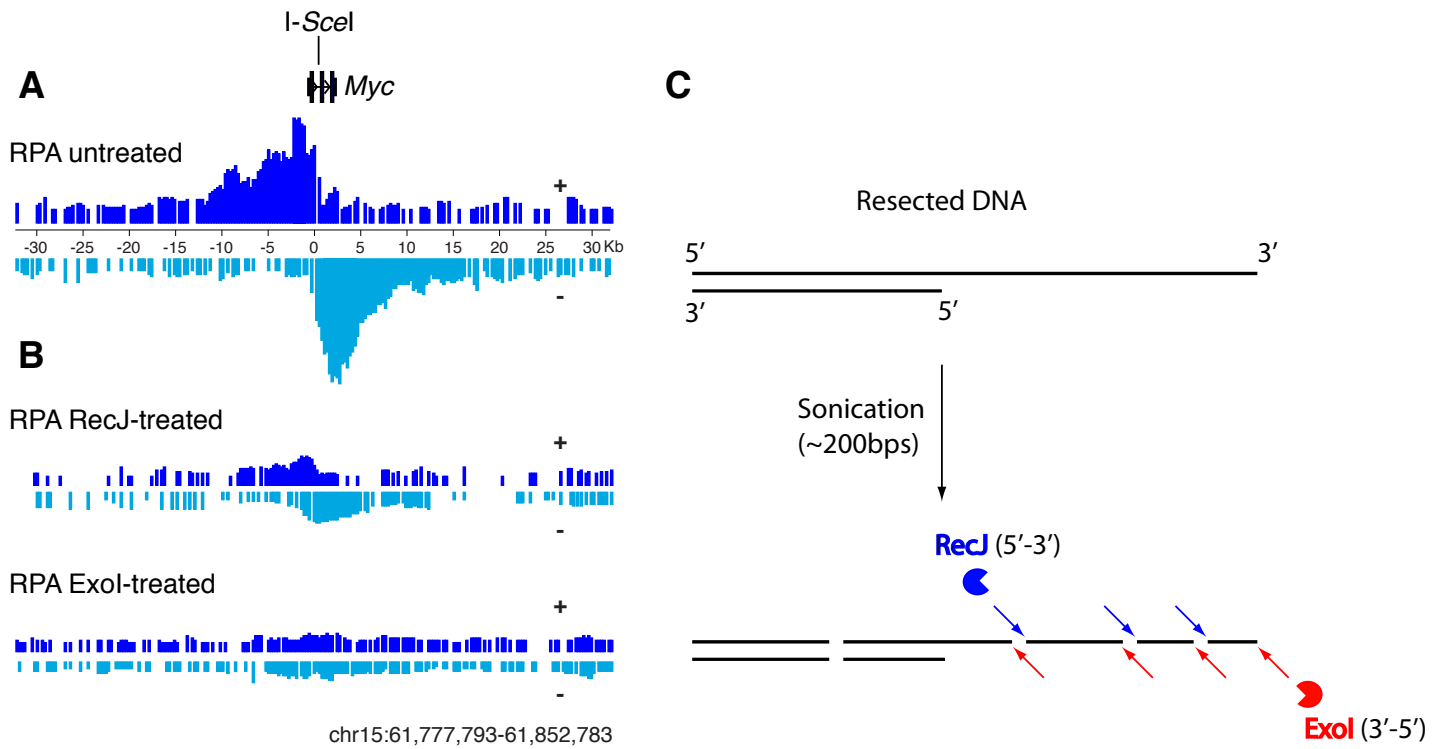 I-SceI
A
Myc
RPA untreated
+
-30 -25 -20 -15 -10 -5 0 5 10 15 20 25 30 Kb
-
B
RPA RecJ-treated
+
-
RPA ExoI-treated
+
-
chr15:61,777,793-61,852,783
C
Resected DNA
5′ 3′
3′ 5′
Sonication
(~200bps)
RecJ (5′-3′)
ExoI (3′-5′)